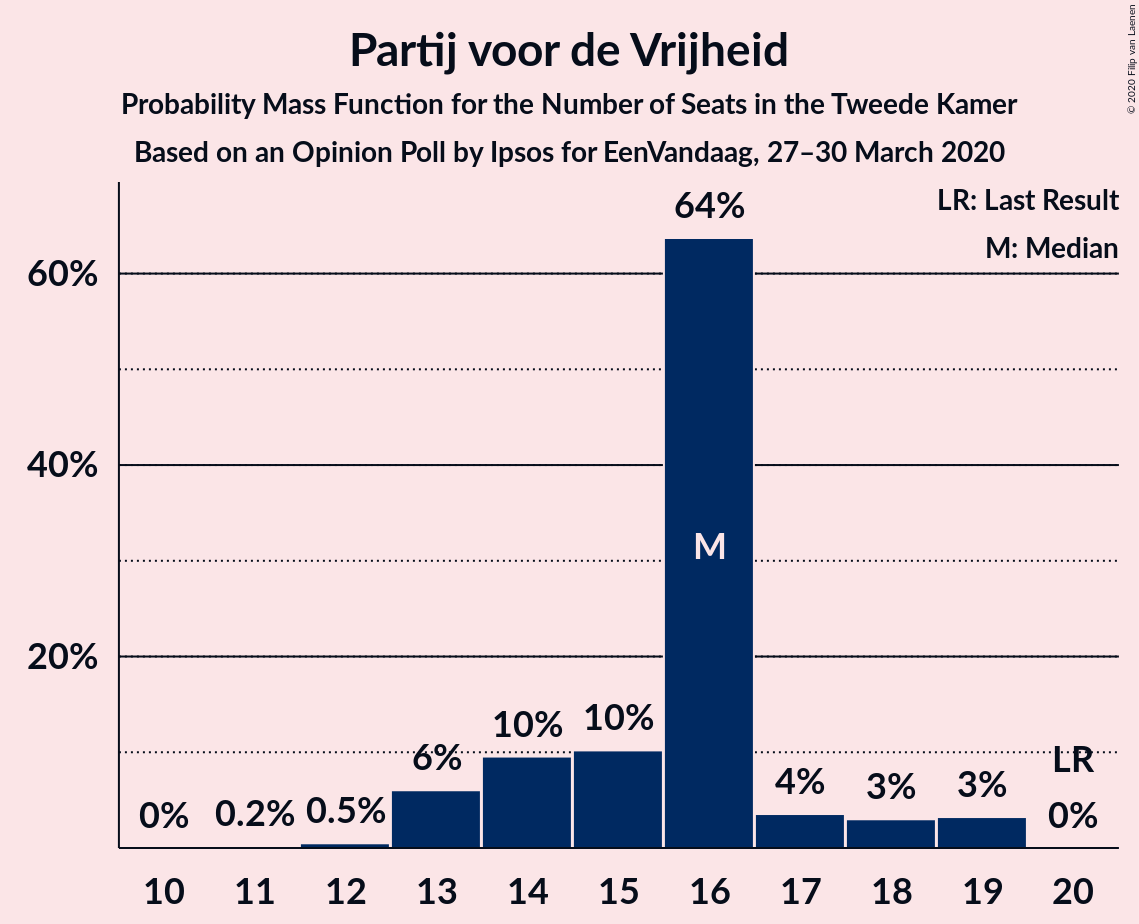 Partij voor de Vrijheid
Probability Mass Function for the Number of Seats in the Tweede Kamer
Based on an Opinion Poll by Ipsos for EenVandaag, 27–30 March 2020
© 2020 Filip van Laenen
LR: Last Result
M: Median
60%
40%
20%
0%
0.2%
0.5%
6%
10%
10%
64%
M
4%
3%
3%
LR
0%
10 11 12 13 14 15 16 17 18 19 20